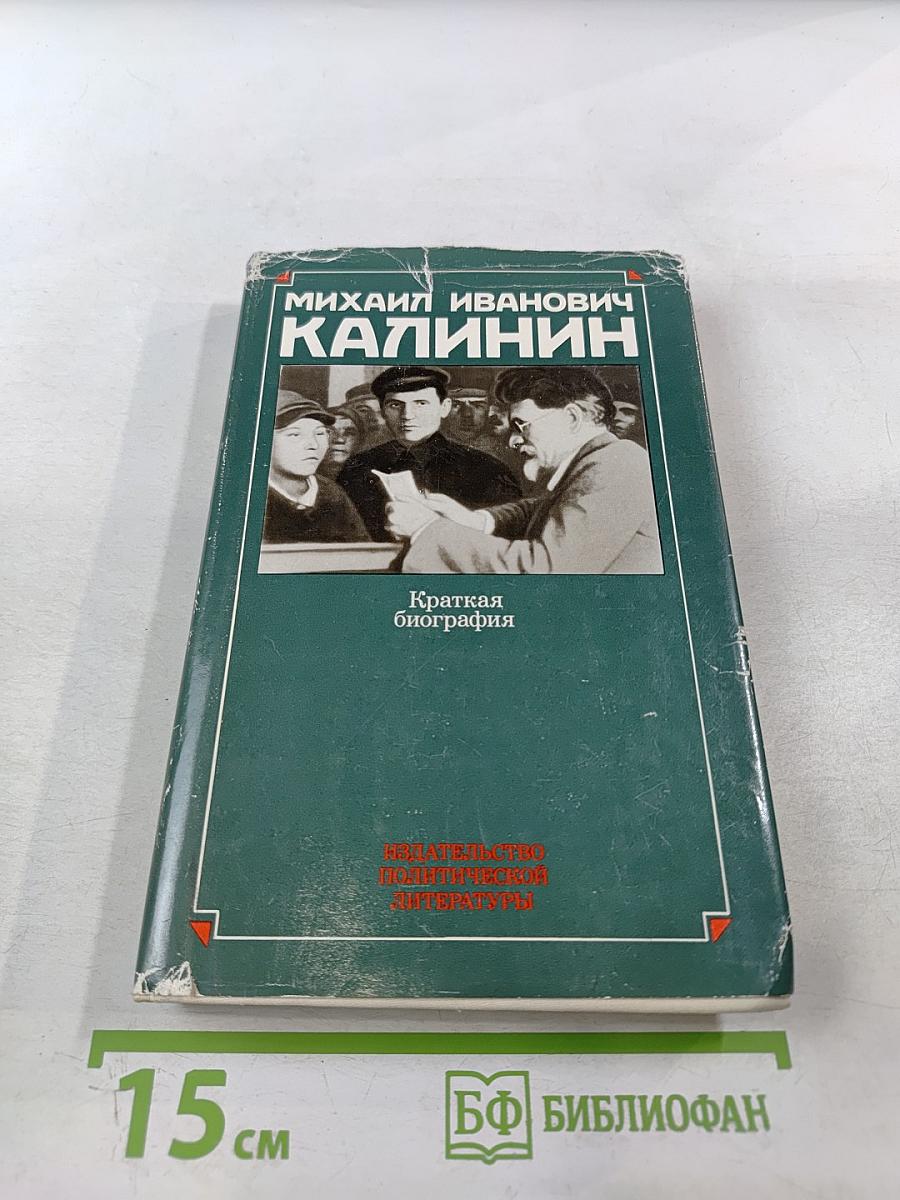 МИХАИЛ ИВАНОВИЧ
КАЛИНИН
Краткая
биография
ИЗДАТЕЛЬСТВО
ПОЛИТИЧЕСКОЙ
ЛИТЕРАТУРЫ
15 см
БФ БИБЛИОФАН